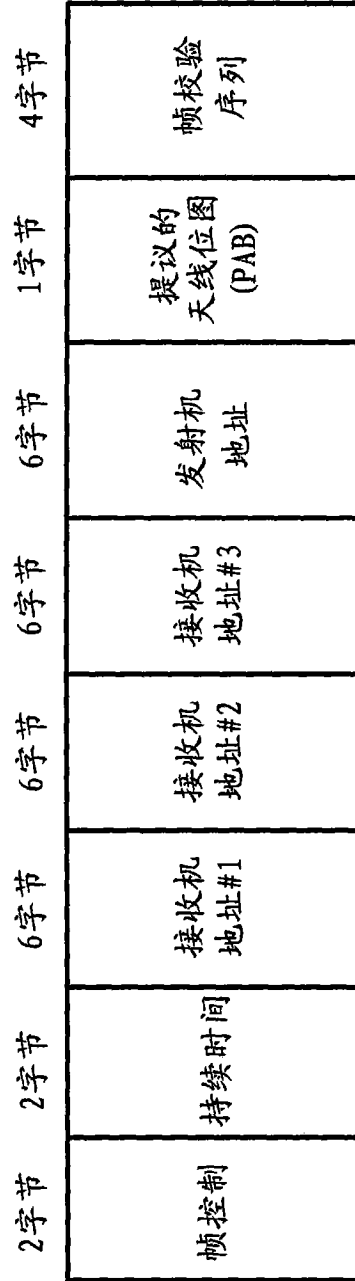 2字节
2字节
6字节
6字节
6字节
6字节
1字节
4字节
帧控制
持续时间
接收机
地址#1
接收机
地址#2
接收机
地址#3
发射机
地址
提议的
天线位图
(PAB)
帧校验
序列